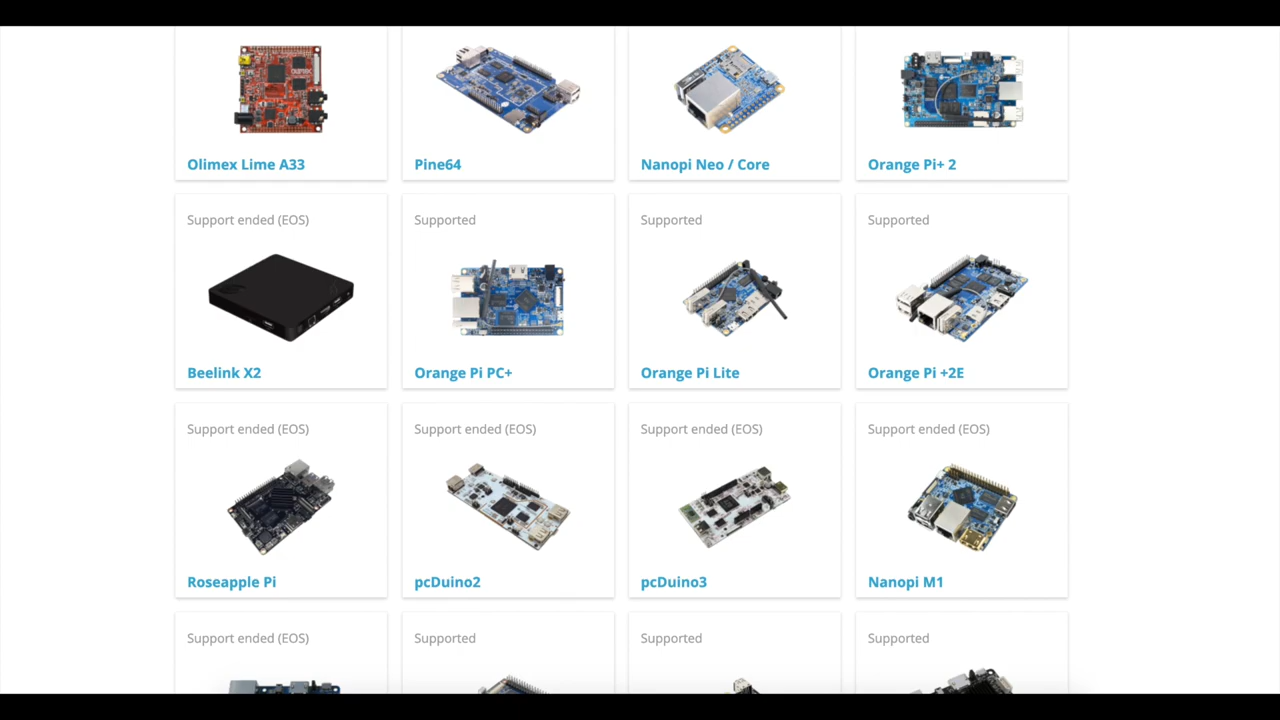 Olimex Lime A33
Pine64
Nanopi Neo / Core
Orange Pi+ 2
Support ended (EOS)
Supported
Supported
Supported
Beelink X2
Orange Pi PC+
Orange Pi Lite
Orange Pi +2E
Support ended (EOS)
Support ended (EOS)
Support ended (EOS)
Support ended (EOS)
Roseapple Pi
pcDuino2
pcDuino3
Nanopi M1
Support ended (EOS)
Supported
Supported
Supported